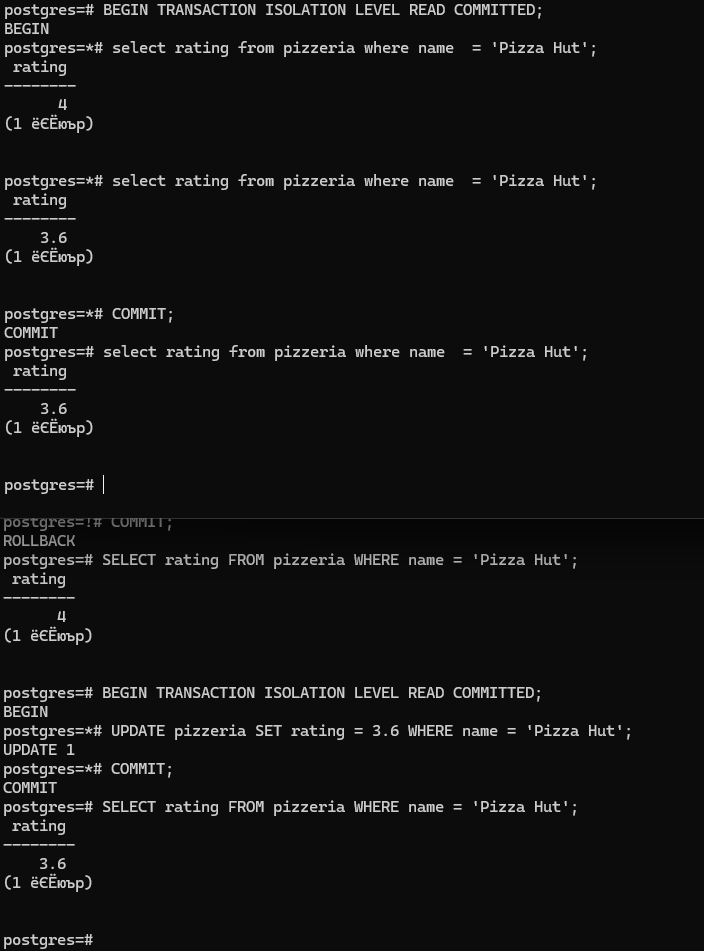 postgres=# BEGIN TRANSACTION ISOLATION LEVEL READ COMMITTED;
BEGIN
postgres=*# select rating from pizzeria where name  = 'Pizza Hut';
 rating
--------
      4
(1 ёЄЁюър)
postgres=*# select rating from pizzeria where name  = 'Pizza Hut';
 rating
--------
    3.6
(1 ёЄЁюър)
postgres=*# COMMIT;
COMMIT
postgres=# select rating from pizzeria where name  = 'Pizza Hut';
 rating
--------
    3.6
(1 ёЄЁюър)
postgres=#
postgres=!# COMMIT;
ROLLBACK
postgres=# SELECT rating FROM pizzeria WHERE name = 'Pizza Hut';
 rating
--------
      4
(1 ёЄЁюър)
postgres=# BEGIN TRANSACTION ISOLATION LEVEL READ COMMITTED;
BEGIN
postgres=*# UPDATE pizzeria SET rating = 3.6 WHERE name = 'Pizza Hut';
UPDATE 1
postgres=*# COMMIT;
COMMIT
postgres=# SELECT rating FROM pizzeria WHERE name = 'Pizza Hut';
 rating
--------
    3.6
(1 ёЄЁюър)
postgres=#